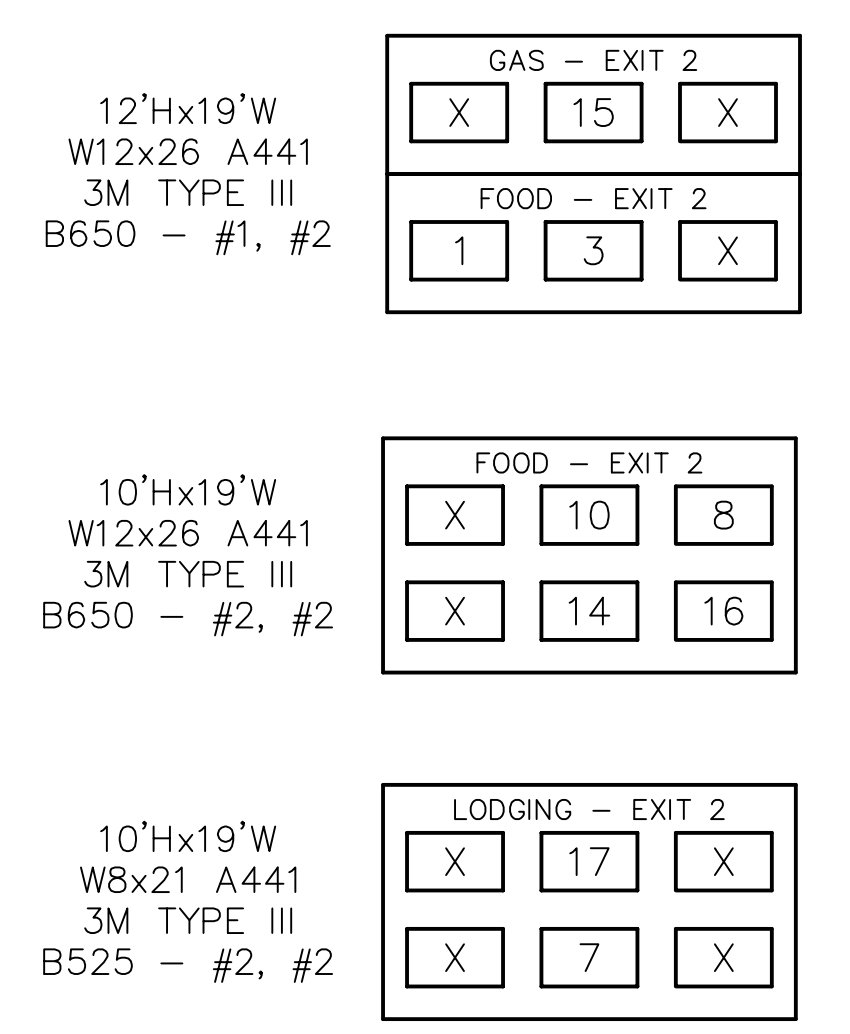 12'Hx19'W
W12x26 A441
3M TYPE III
B650 – #1, #2
GAS – EXIT 2
X 15 X
FOOD – EXIT 2
1 3 X
10'Hx19'W
W12x26 A441
3M TYPE III
B650 – #2, #2
FOOD – EXIT 2
X 10 8
X 14 16
10'Hx19'W
W8x21 A441
3M TYPE III
B525 – #2, #2
LODGING – EXIT 2
X 17 X
X 7 X